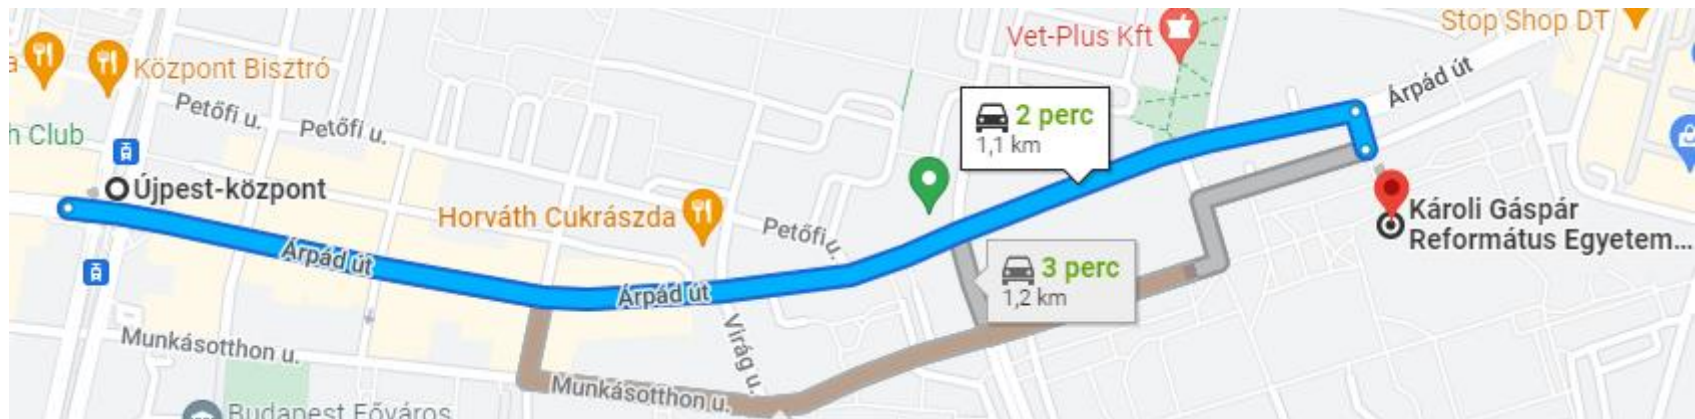 Stop Shop DT
Vet-Plus Kft
Központ Bisztró
Árpád út
Petőfi u.
Petőfi u.
2 perc
1,1 km
n Club
Újpest-központ
Horváth Cukrászda
Petőfi u.
Károli Gáspár
Református Egyetem...
Árpád út
3 perc
1,2 km
Árpád út
Virág u.
Munkásotthon u.
Munkásotthon u.
Budapest Főváros